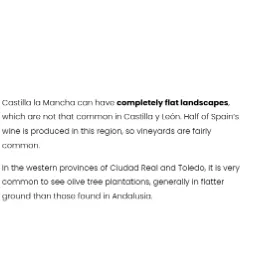 Castilla la Mancha can have completely flat landscapes,
which are not that common in Castilla y León. Half of Spain's
wine is produced in this region, so vineyards are fairly
common.
In the western provinces of Ciudad Real and Toledo, it is very
common to see olive tree plantations, generally in flatter
ground than those found in Andalusia.